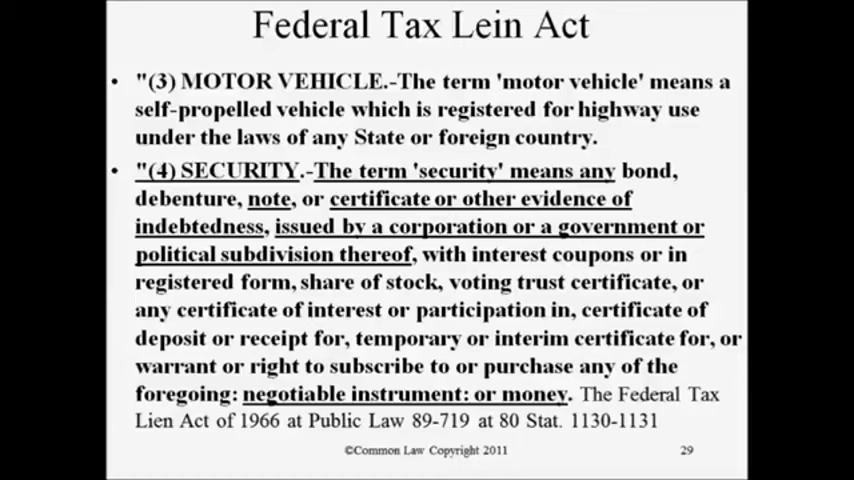 Federal Tax Lein Act
• "(3) MOTOR VEHICLE.-The term 'motor vehicle' means a
self-propelled vehicle which is registered for highway use
under the laws of any State or foreign country.
• "(4) SECURITY.-The term 'security' means any bond,
debenture, note, or certificate or other evidence of
indebtedness, issued by a corporation or a government or
political subdivision thereof, with interest coupons or in
registered form, share of stock, voting trust certificate, or
any certificate of interest or participation in, certificate of
deposit or receipt for, temporary or interim certificate for, or
warrant or right to subscribe to or purchase any of the
foregoing: negotiable instrument: or money. The Federal Tax
Lien Act of 1966 at Public Law 89-719 at 80 Stat. 1130-1131
©Common Law Copyright 2011
29